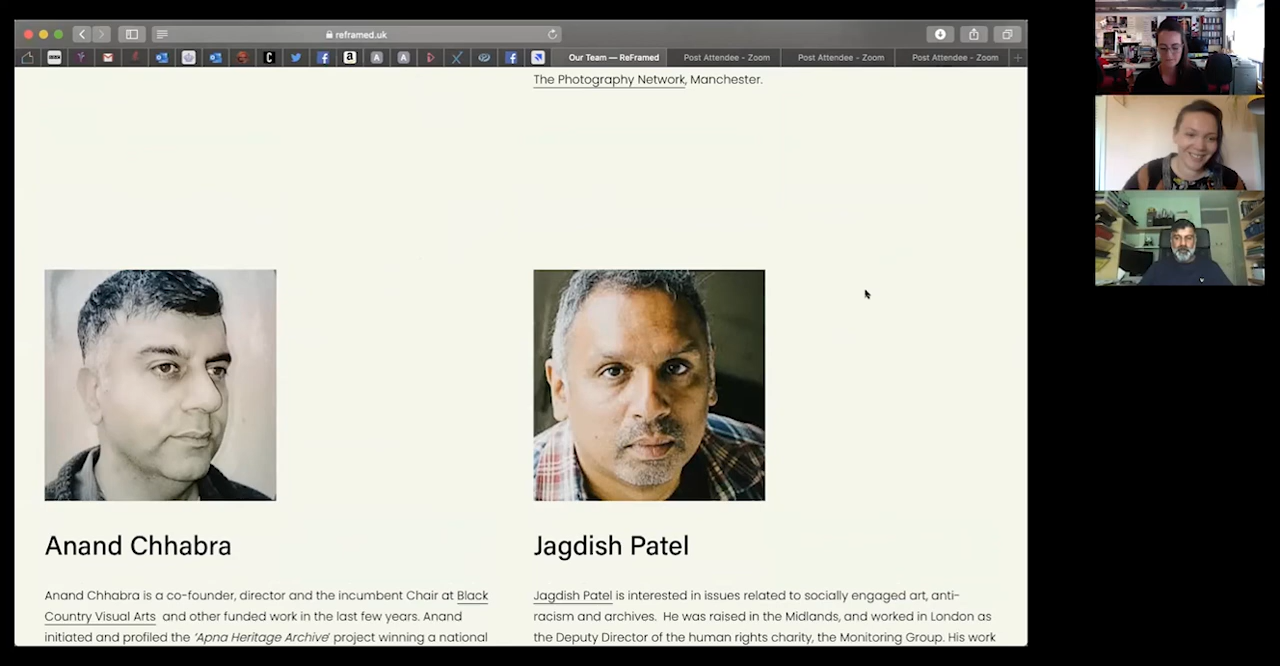 reframed.uk
Our Team — ReFramed
Post Attendee - Zoom
Post Attendee - Zoom
Post Attendee - Zoom
The Photography Network, Manchester.
Anand Chhabra
Anand Chhabra is a co-founder, director and the incumbent Chair at Black
Country Visual Arts and other funded work in the last few years. Anand
initiated and profiled the 'Apna Heritage Archive' project winning a national
Jagdish Patel
Jagdish Patel is interested in issues related to socially engaged art, anti-
racism and archives. He was raised in the Midlands, and worked in London as
the Deputy Director of the human rights charity, the Monitoring Group. His work